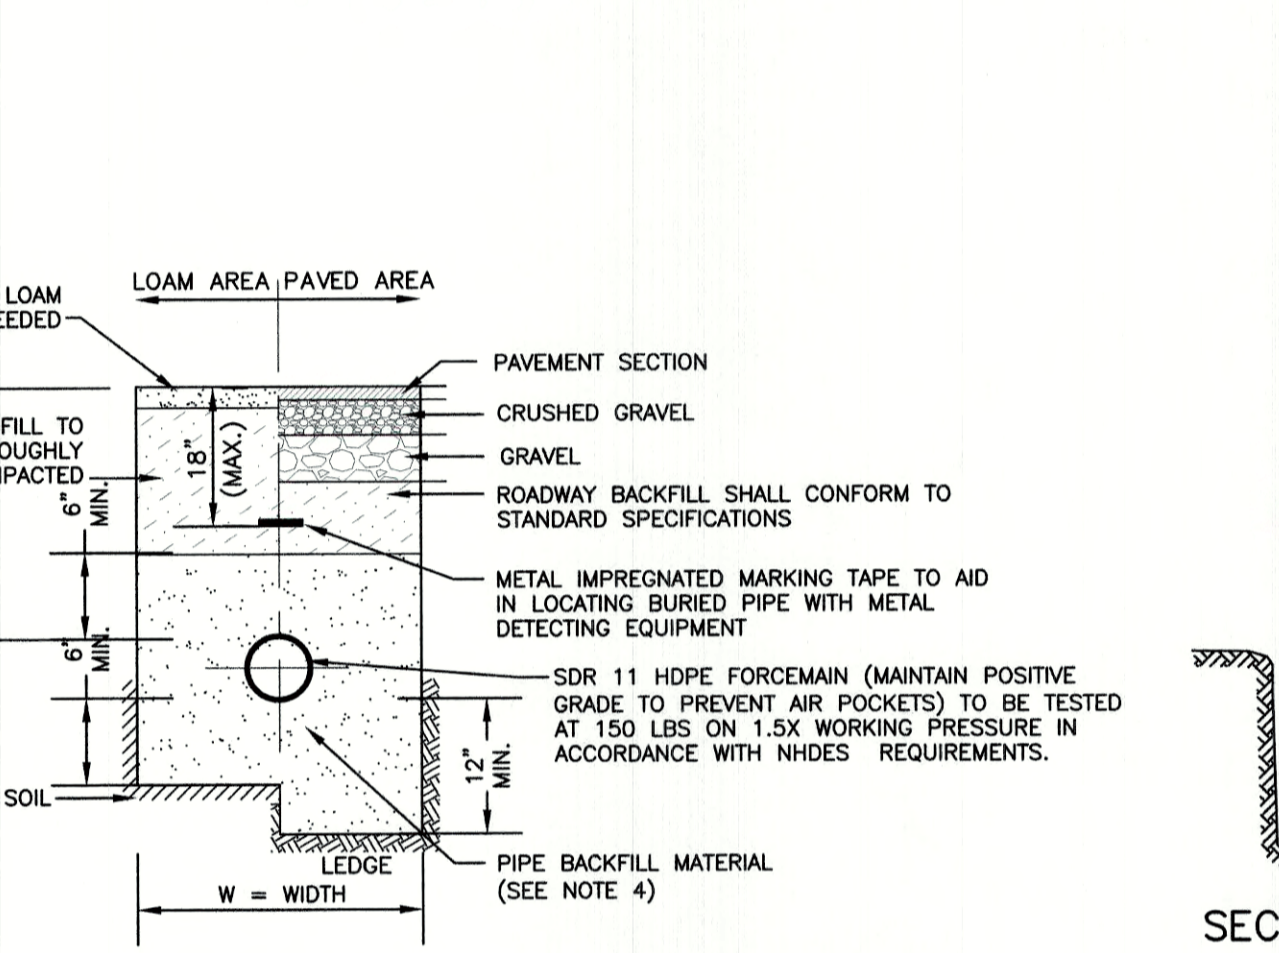 LOAM AREA PAVED AREA
LOAM
EEDED
PAVEMENT SECTION
CRUSHED GRAVEL
FILL TO
OUGHLY
MPACTED
18"
(MAX.)
GRAVEL
6"
MIN.
ROADWAY BACKFILL SHALL CONFORM TO
STANDARD SPECIFICATIONS
METAL IMPREGNATED MARKING TAPE TO AID
IN LOCATING BURIED PIPE WITH METAL
DETECTING EQUIPMENT
6"
MIN.
SDR 11 HDPE FORCEMAIN (MAINTAIN POSITIVE
GRADE TO PREVENT AIR POCKETS) TO BE TESTED
AT 150 LBS ON 1.5X WORKING PRESSURE IN
ACCORDANCE WITH NHDES REQUIREMENTS.
12"
MIN.
SOIL
LEDGE
PIPE BACKFILL MATERIAL
(SEE NOTE 4)
W = WIDTH
SEC